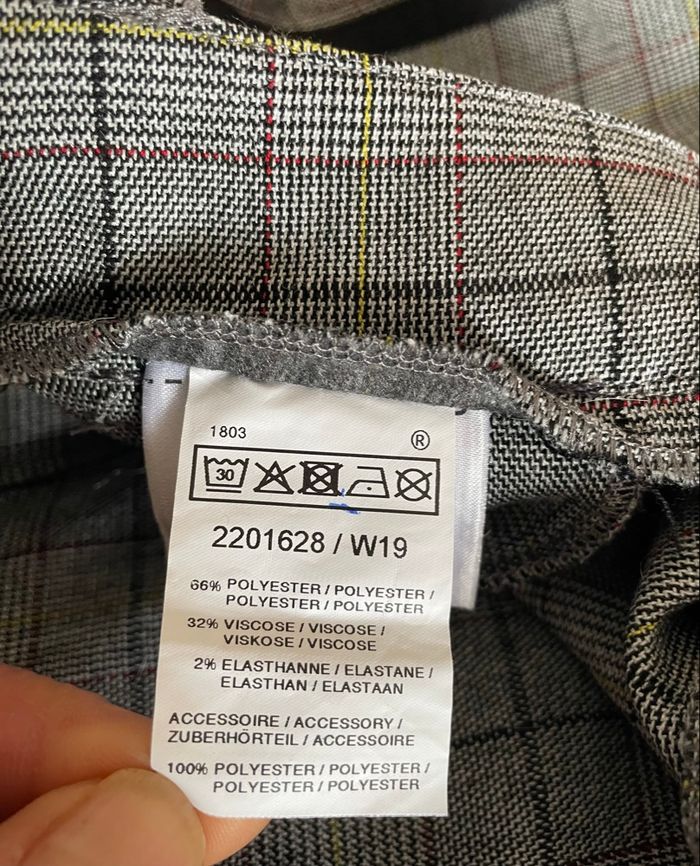 1803
®
30
2201628 / W19
66% POLYESTER / POLYESTER /
POLYESTER / POLYESTER
32% VISCOSE / VISCOSE /
VISKOSE / VISCOSE
2% ELASTHANNE / ELASTANE /
ELASTHAN / ELASTAAN
ACCESSOIRE / ACCESSORY /
ZUBERHÖRTEIL / ACCESSOIRE
100% POLYESTER / POLYESTER /
POLYESTER / POLYESTER